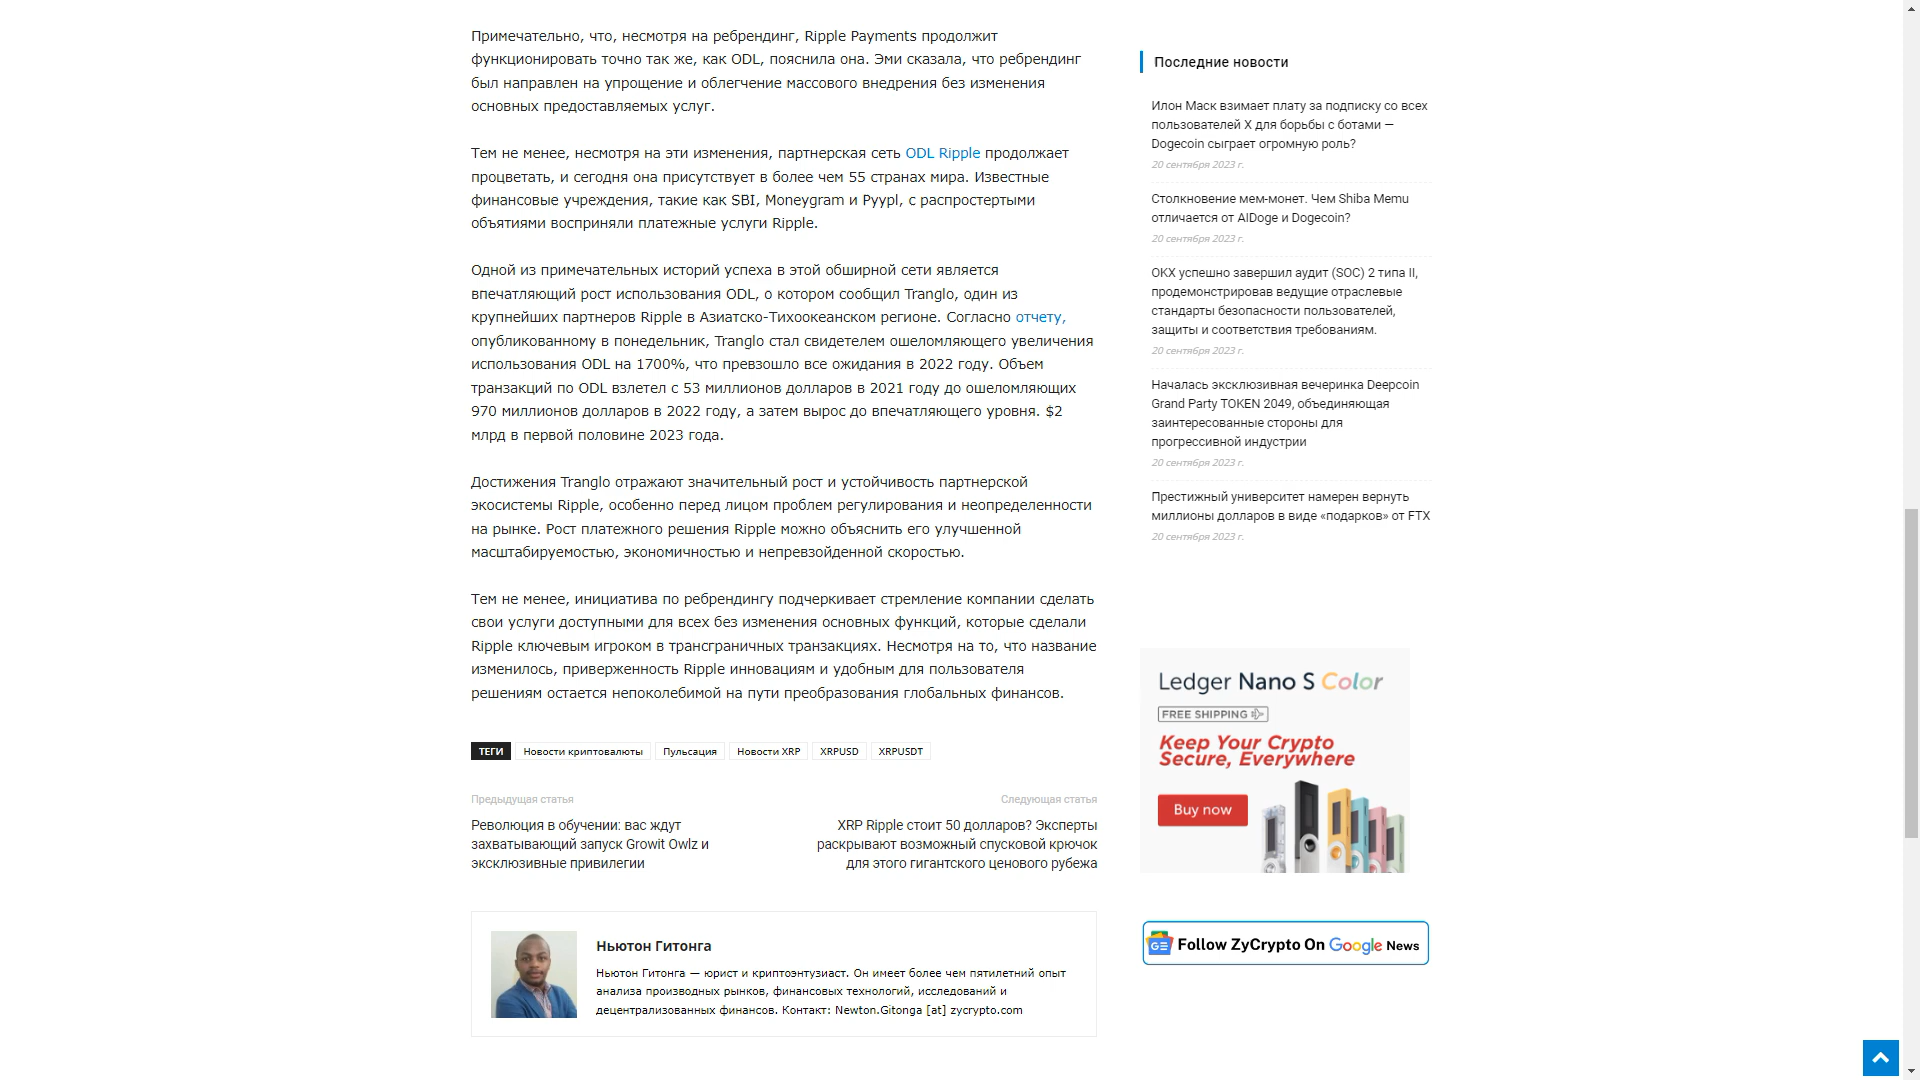 Примечательно, что, несмотря на ребрендинг, Ripple Payments продолжит
функционировать точно так же, как ODL, пояснила она. Эми сказала, что ребрендинг
был направлен на упрощение и облегчение массового внедрения без изменения
основных предоставляемых услуг.
Тем не менее, несмотря на эти изменения, партнерская сеть ODL Ripple продолжает
процветать, и сегодня она присутствует в более чем 55 странах мира. Известные
финансовые учреждения, такие как SBI, Moneygram и Pyypl, с распростертыми
объятиями восприняли платежные услуги Ripple.
Одной из примечательных историй успеха в этой обширной сети является
впечатляющий рост использования ODL, о котором сообщил Tranglo, один из
крупнейших партнеров Ripple в Азиатско-Тихоокеанском регионе. Согласно отчету,
опубликованному в понедельник, Tranglo стал свидетелем ошеломляющего увеличения
использования ODL на 1700%, что превзошло все ожидания в 2022 году. Объем
транзакций по ODL взлетел с 53 миллионов долларов в 2021 году до ошеломляющих
970 миллионов долларов в 2022 году, а затем вырос до впечатляющего уровня. $2
млрд в первой половине 2023 года.
Достижения Tranglo отражают значительный рост и устойчивость партнерской
экосистемы Ripple, особенно перед лицом проблем регулирования и неопределенности
на рынке. Рост платежного решения Ripple можно объяснить его улучшенной
масштабируемостью, экономичностью и непревзойденной скоростью.
Тем не менее, инициатива по ребрендингу подчеркивает стремление компании сделать
свои услуги доступными для всех без изменения основных функций, которые сделали
Ripple ключевым игроком в трансграничных транзакциях. Несмотря на то, что название
изменилось, приверженность Ripple инновациям и удобным для пользователя
решениям остается непоколебимой на пути преобразования глобальных финансов.
ТЕГИ Новости криптовалюты Пульсация Новости XRP XRPUSD XRPUSDT
Предыдущая статья
Революция в обучении: вас ждут
захватывающий запуск Growit Owlz и
эксклюзивные привилегии
Следующая статья
XRP Ripple стоит 50 долларов? Эксперты
раскрывают возможный спусковой крючок
для этого гигантского ценового рубежа
Ньютон Гитонга
Ньютон Гитонга — юрист и криптоэнтузиаст. Он имеет более чем пятилетний опыт
анализа производных рынков, финансовых технологий, исследований и
децентрализованных финансов. Контакт: Newton.Gitonga [at] zycrypto.com
Последние новости
Илон Маск взимает плату за подписку со всех
пользователей X для борьбы с ботами —
Dogecoin сыграет огромную роль?
20 сентября 2023 г.
Столкновение мем-монет. Чем Shiba Memu
отличается от AIDoge и Dogecoin?
20 сентября 2023 г.
OKX успешно завершил аудит (SOC) 2 типа II,
продемонстрировав ведущие отраслевые
стандарты безопасности пользователей,
защиты и соответствия требованиям.
20 сентября 2023 г.
Началась эксклюзивная вечеринка Deepcoin
Grand Party TOKEN 2049, объединяющая
заинтересованные стороны для
прогрессивной индустрии
20 сентября 2023 г.
Престижный университет намерен вернуть
миллионы долларов в виде «подарков» от FTX
20 сентября 2023 г.
Ledger Nano S Color
FREE SHIPPING
Keep Your Crypto
Secure, Everywhere
Buy now
GE Follow ZyCrypto On Google News